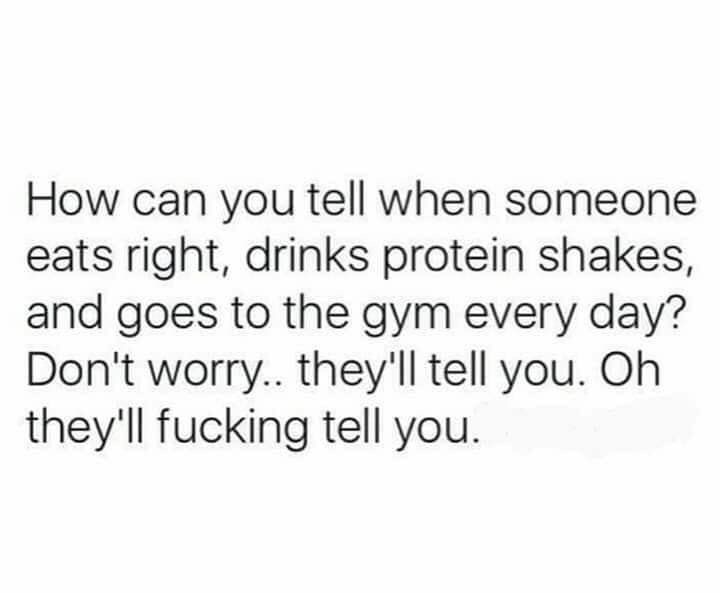 How can you tell when someone
eats right, drinks protein shakes,
and goes to the gym every day?
Don't worry.. they'll tell you. Oh
they'll fucking tell you.